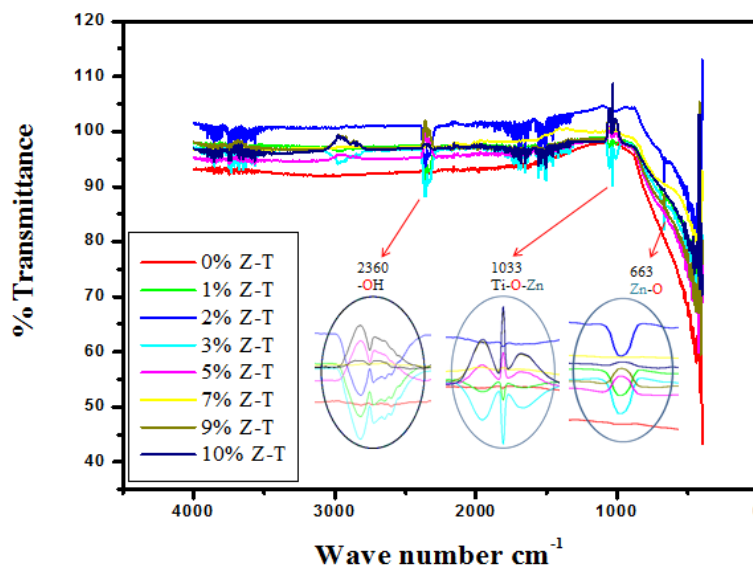 120
110
100
90
80
70
60
50
40
% Transmittance
0% Z-T
1% Z-T
2% Z-T
3% Z-T
5% Z-T
7% Z-T
9% Z-T
10% Z-T
2360
-OH
1033
Ti-O-Zn
663
Zn-O
4000 3000 2000 1000
Wave number cm-1